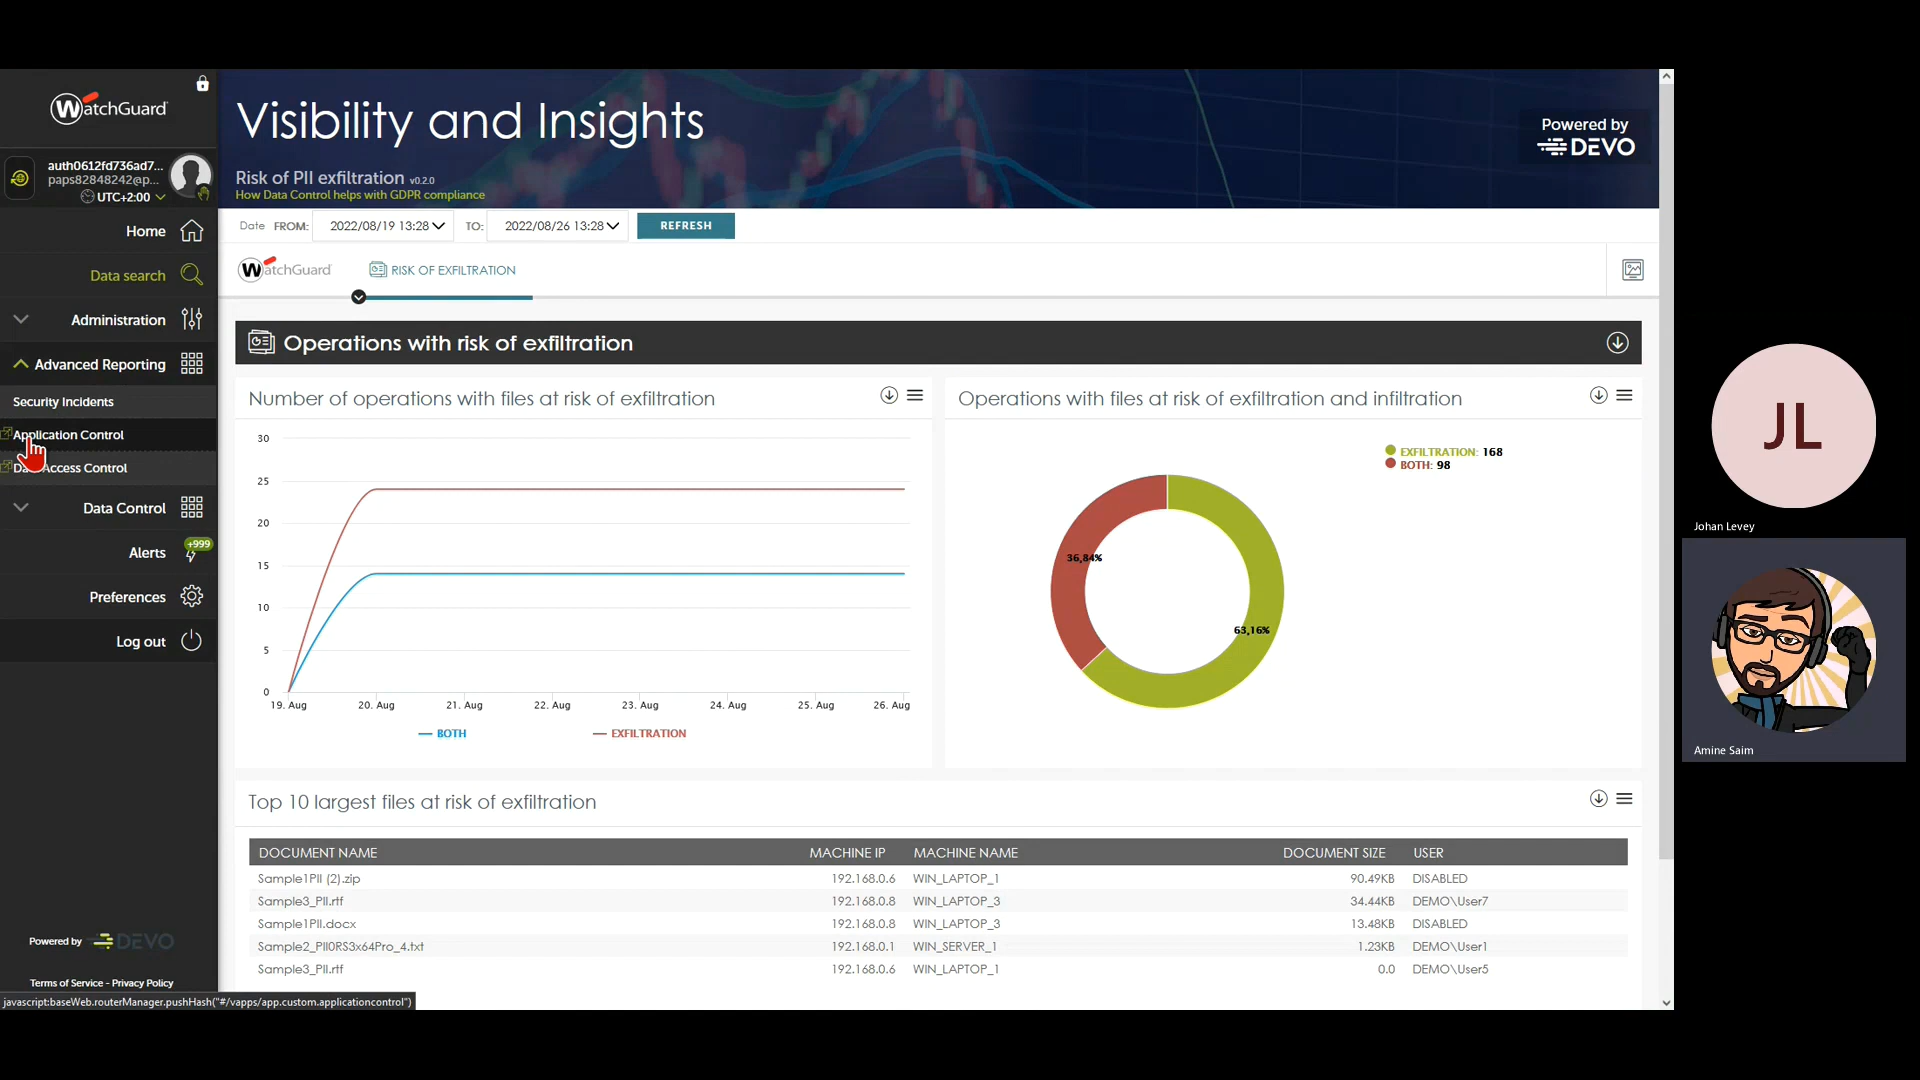 WatchGuard
auth0612fd736ad7...
paps82848242@p...
UTC+2:00
Home
Data search
Administration
Advanced Reporting
Security Incidents
Application Control
Access Control
Data Control
Alerts
+999
Preferences
Log out
Powered by DEVO
Terms of Service - Privacy Policy
javascript:baseWeb.routerManager.pushHash("#/vapps/app.custom.applicationcontrol")
Visibility and Insights
Risk of PII exfiltration v0.2.0
How Data Control helps with GDPR compliance
Powered by
DEVO
Date FROM: 2022/08/19 13:28 TO: 2022/08/26 13:28 REFRESH
WatchGuard RISK OF EXFILTRATION
Operations with risk of exfiltration
Number of operations with files at risk of exfiltration
30
25
20
15
10
5
0
19. Aug 20. Aug 21. Aug 22. Aug 23. Aug 24. Aug 25. Aug 26. Aug
BOTH EXFILTRATION
Operations with files at risk of exfiltration and infiltration
EXFILTRATION: 168
BOTH: 98
36,84%
63,16%
Top 10 largest files at risk of exfiltration
DOCUMENT NAME MACHINE IP MACHINE NAME DOCUMENT SIZE USER
Sample1PII (2).zip 192.168.0.6 WIN_LAPTOP_1 90.49KB DISABLED
Sample3_PII.rtf 192.168.0.8 WIN_LAPTOP_3 34.44KB DEMO\User7
Sample1PII.docx 192.168.0.8 WIN_LAPTOP_3 13.48KB DISABLED
Sample2_PII0RS3x64Pro_4.txt 192.168.0.1 WIN_SERVER_1 1.23KB DEMO\User1
Sample3_PII.rtf 192.168.0.6 WIN_LAPTOP_1 0.0 DEMO\User5
JL
Johan Levey
Amine Saim